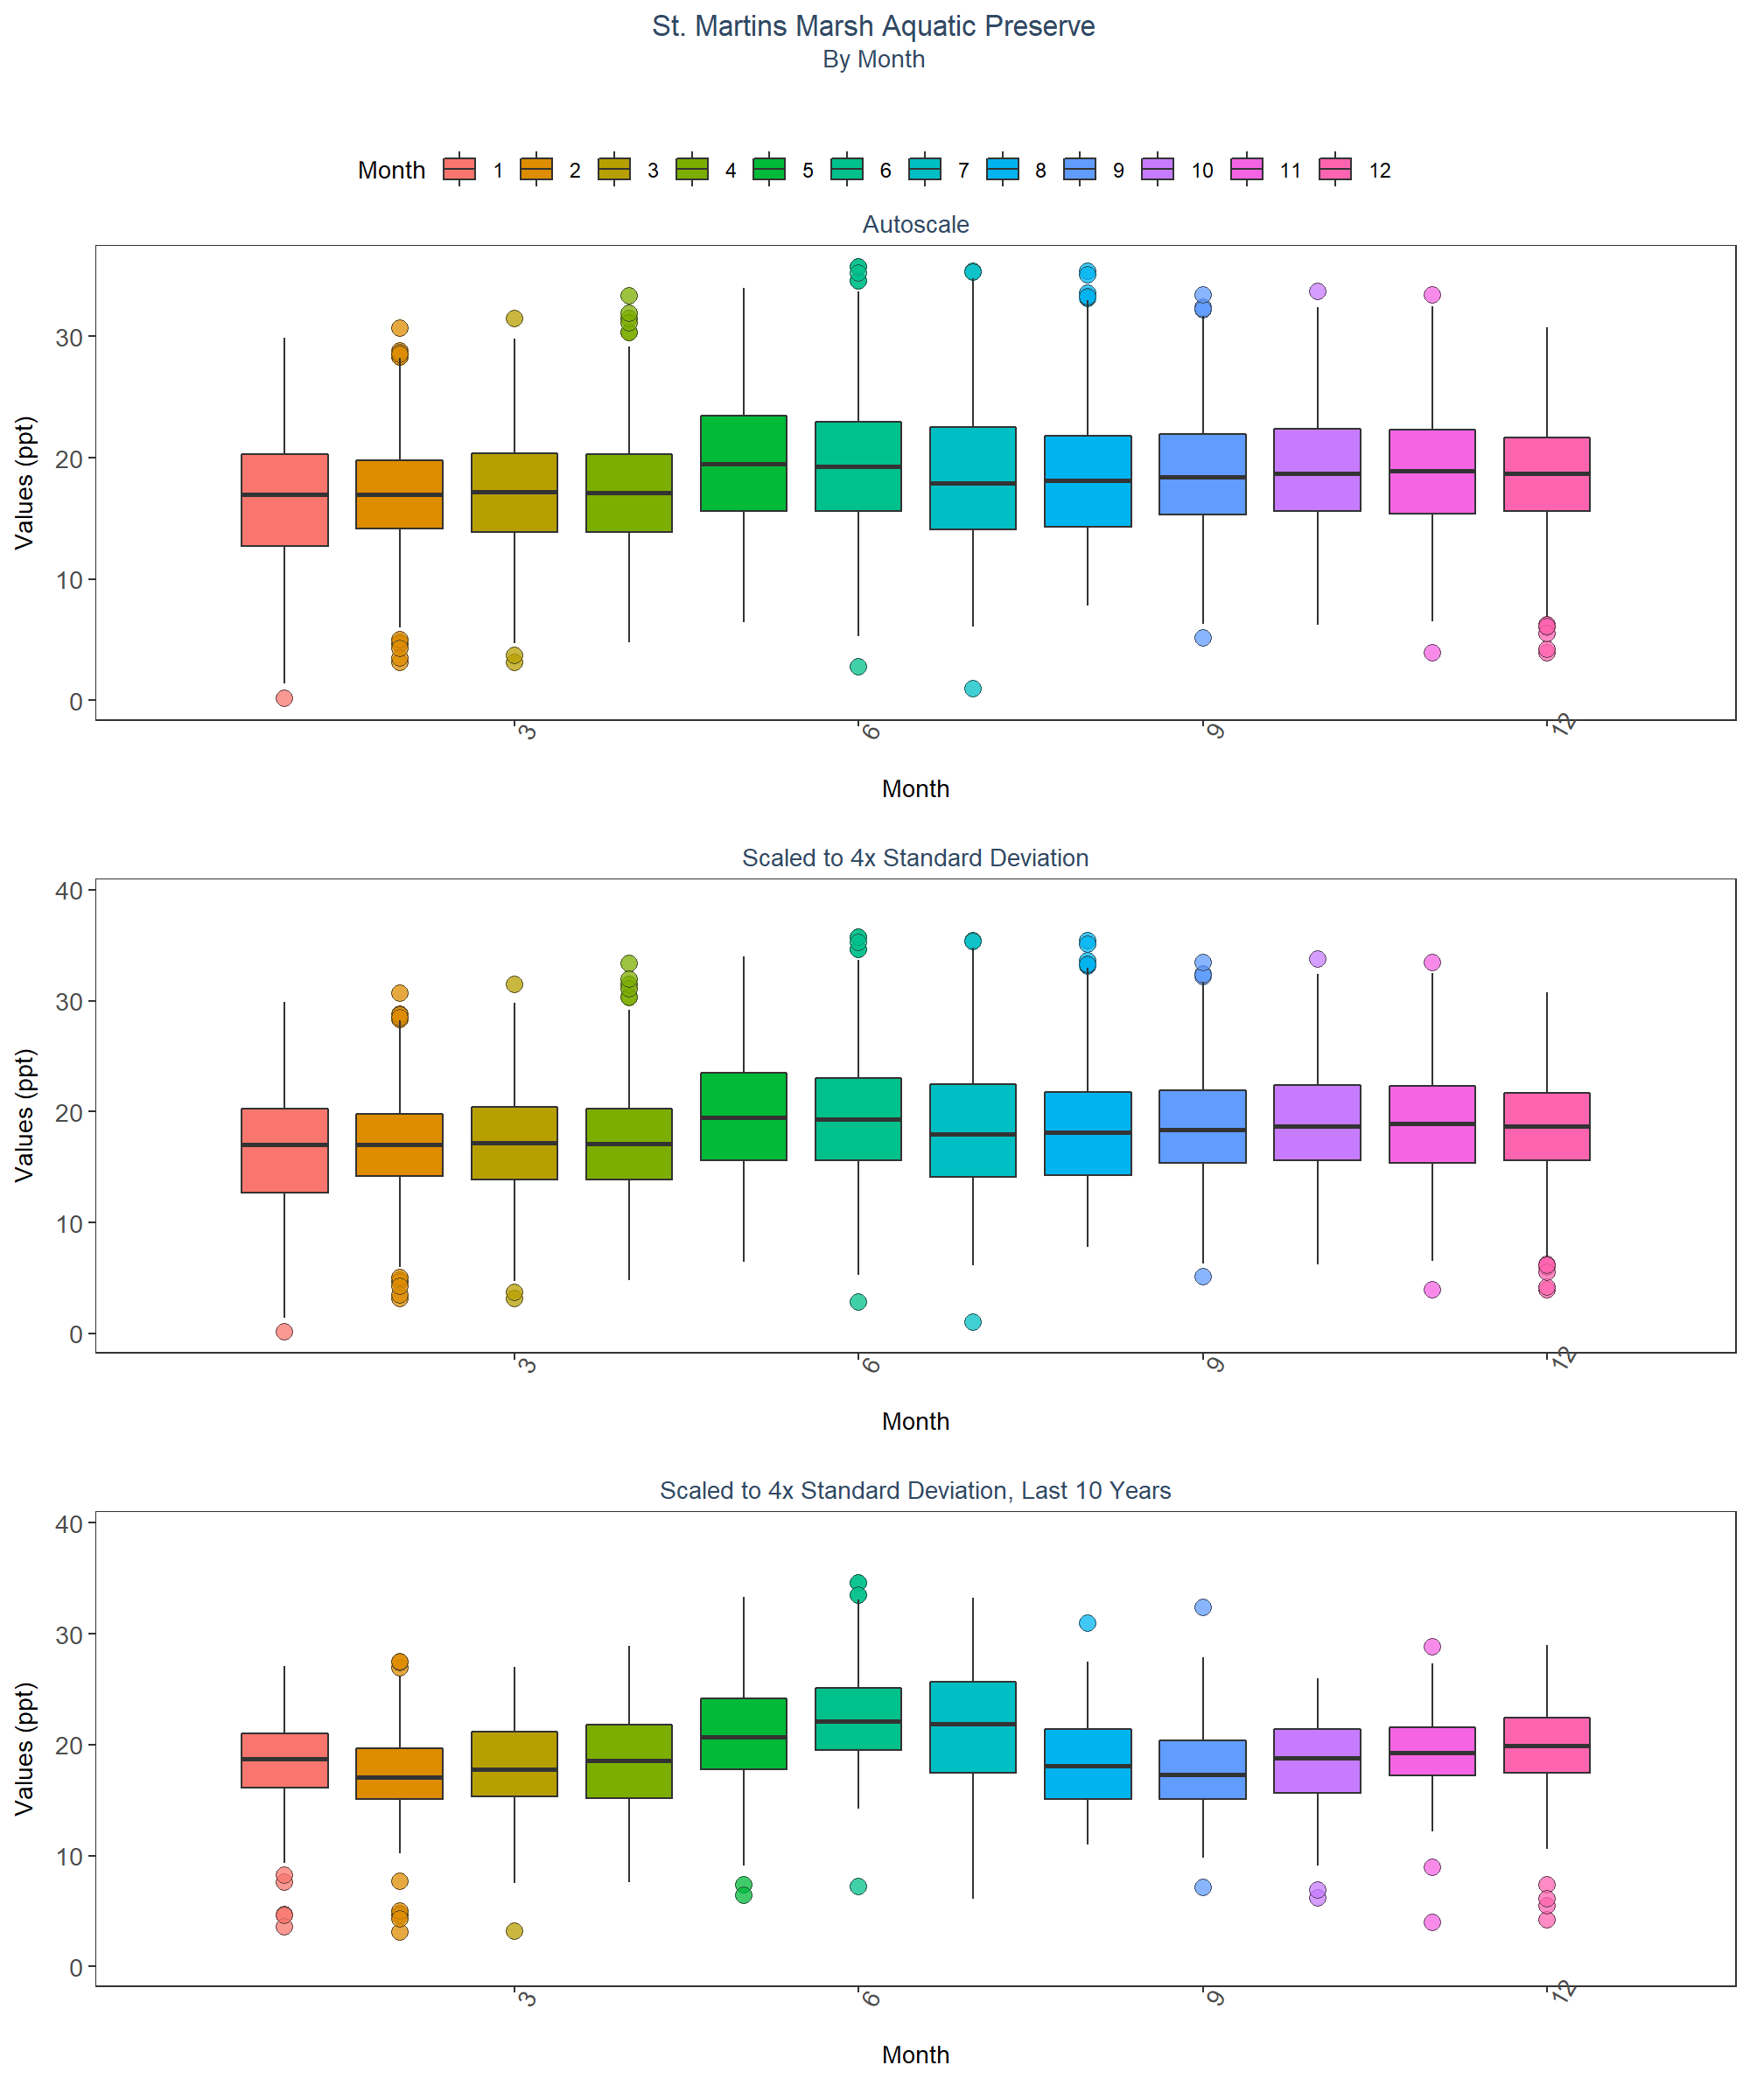 St. Martins Marsh Aquatic Preserve
By Month
Month 1 2 3 4 5 6 7 8 9 10 11 12
Autoscale
Values (ppt)
30
20
10
0
3 6 9 12
Month
Scaled to 4x Standard Deviation
Values (ppt)
40
30
20
10
0
3 6 9 12
Month
Scaled to 4x Standard Deviation, Last 10 Years
Values (ppt)
40
30
20
10
0
3 6 9 12
Month